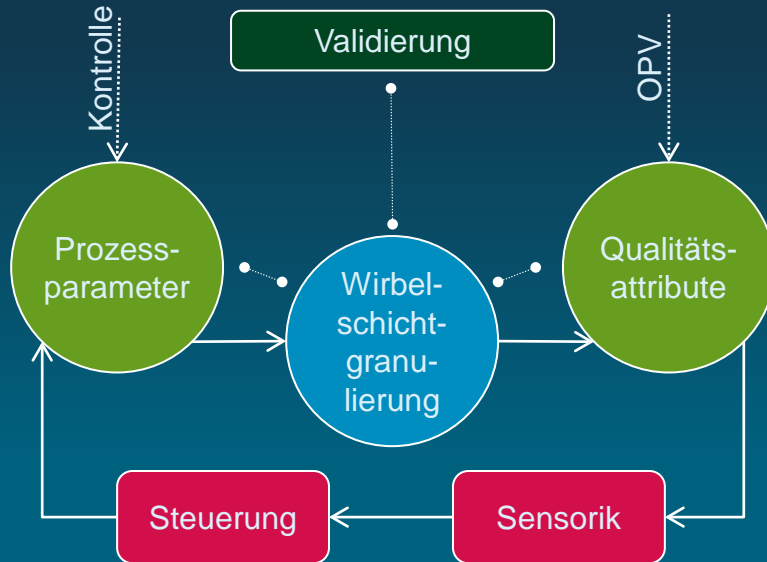 Kontrolle
Validierung
OPV
Prozess-
parameter
Wirbel-
schicht-
granu-
lierung
Qualitäts-
attribute
Steuerung
Sensorik